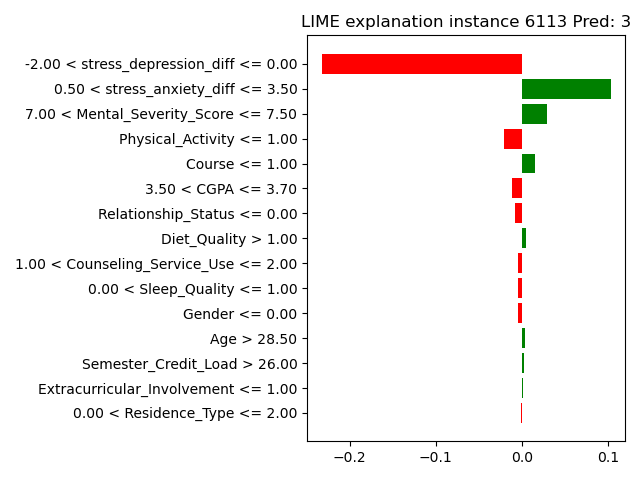 LIME explanation instance 6113 Pred: 3
-2.00 < stress_depression_diff <= 0.00
0.50 < stress_anxiety_diff <= 3.50
7.00 < Mental_Severity_Score <= 7.50
Physical_Activity <= 1.00
Course <= 1.00
3.50 < CGPA <= 3.70
Relationship_Status <= 0.00
Diet_Quality > 1.00
1.00 < Counseling_Service_Use <= 2.00
0.00 < Sleep_Quality <= 1.00
Gender <= 0.00
Age > 28.50
Semester_Credit_Load > 26.00
Extracurricular_Involvement <= 1.00
0.00 < Residence_Type <= 2.00
−0.2 −0.1 0.0 0.1